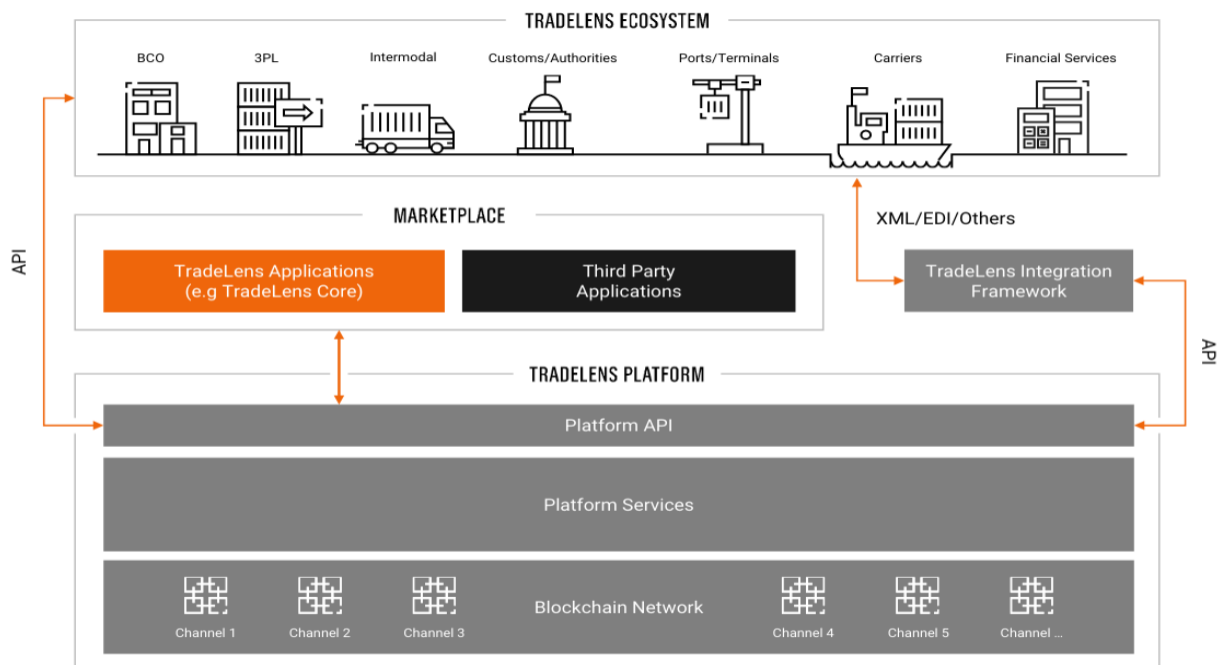 TRADELENS ECOSYSTEM
BCO
3PL
Intermodal
Customs/Authorities
Ports/Terminals
Carriers
Financial Services
API
MARKETPLACE
TradeLens Applications
(e.g TradeLens Core)
Third Party
Applications
XML/EDI/Others
TradeLens Integration
Framework
API
TRADELENS PLATFORM
Platform API
Platform Services
Blockchain Network
Channel 1
Channel 2
Channel 3
Channel 4
Channel 5
Channel ...